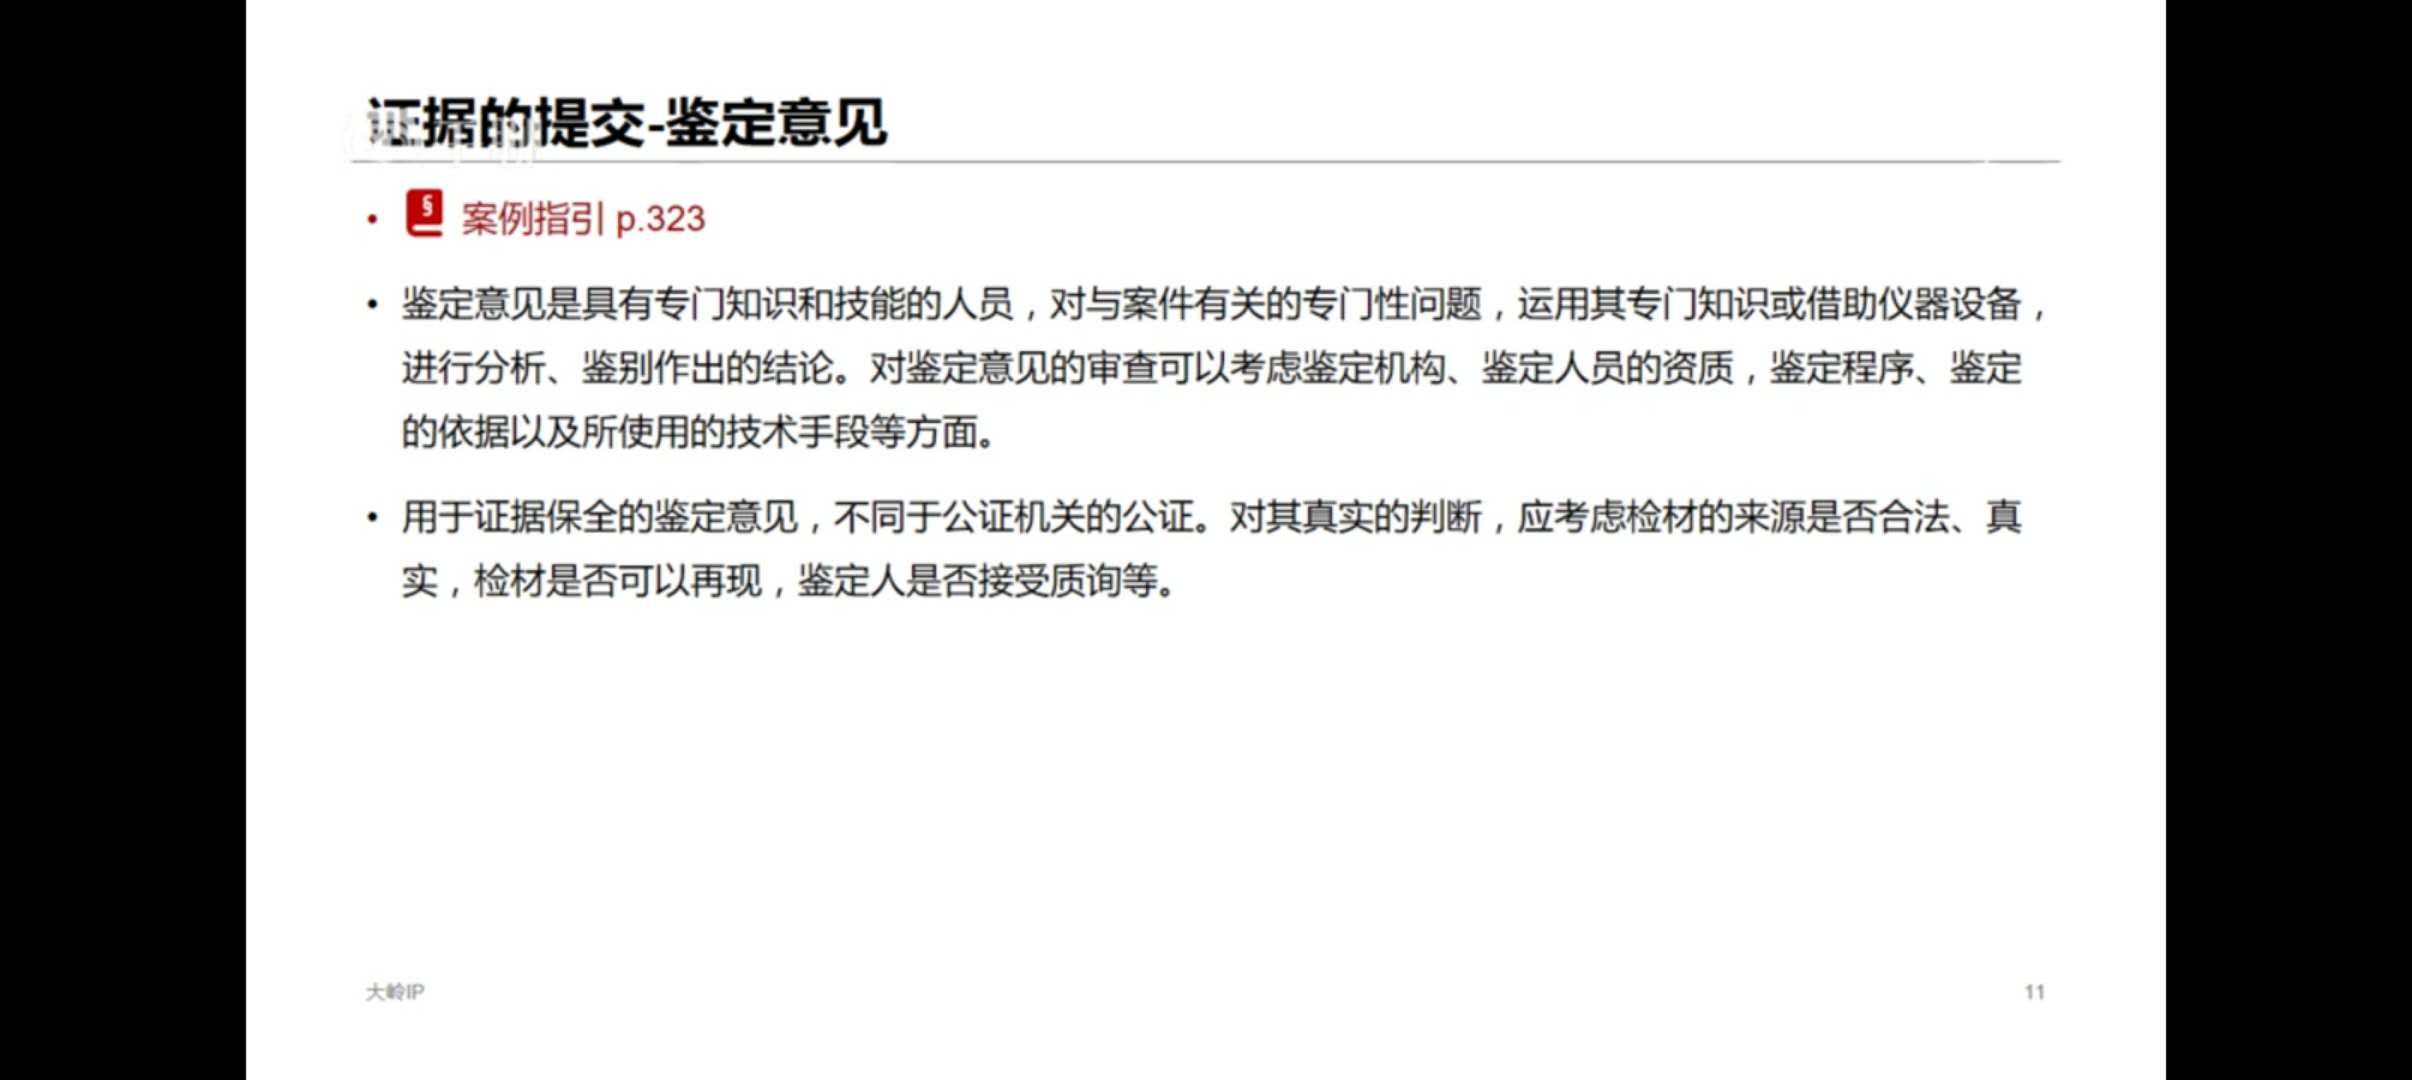 证据的提交-鉴定意见
• § 案例指引 p.323
• 鉴定意见是具有专门知识和技能的人员，对与案件有关的专门性问题，运用其专门知识或借助仪器设备，
进行分析、鉴别作出的结论。对鉴定意见的审查可以考虑鉴定机构、鉴定人员的资质，鉴定程序、鉴定
的依据以及所使用的技术手段等方面。
• 用于证据保全的鉴定意见，不同于公证机关的公证。对其真实的判断，应考虑检材的来源是否合法、真
实，检材是否可以再现，鉴定人是否接受质询等。
大岭IP
11